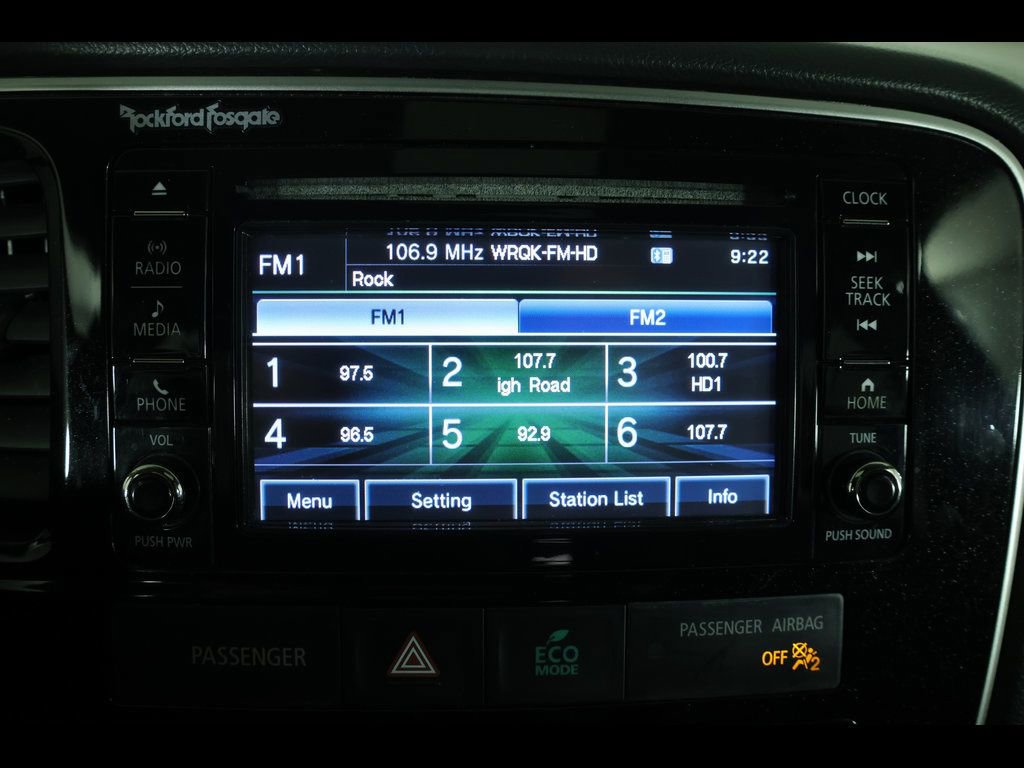 Rockford Fosgate
RADIO
MEDIA
PHONE
VOL
PUSH PWR
FM1
106.9 MHz WRQK-FM-HD
9:22
Rock
FM1
FM2
1 97.5
2 107.7
igh Road
3 100.7
HD1
4 96.5
5 92.9
6 107.7
Menu
Setting
Station List
Info
CLOCK
SEEK
TRACK
HOME
TUNE
PUSH SOUND
PASSENGER
ECO
MODE
PASSENGER AIRBAG
OFF 2